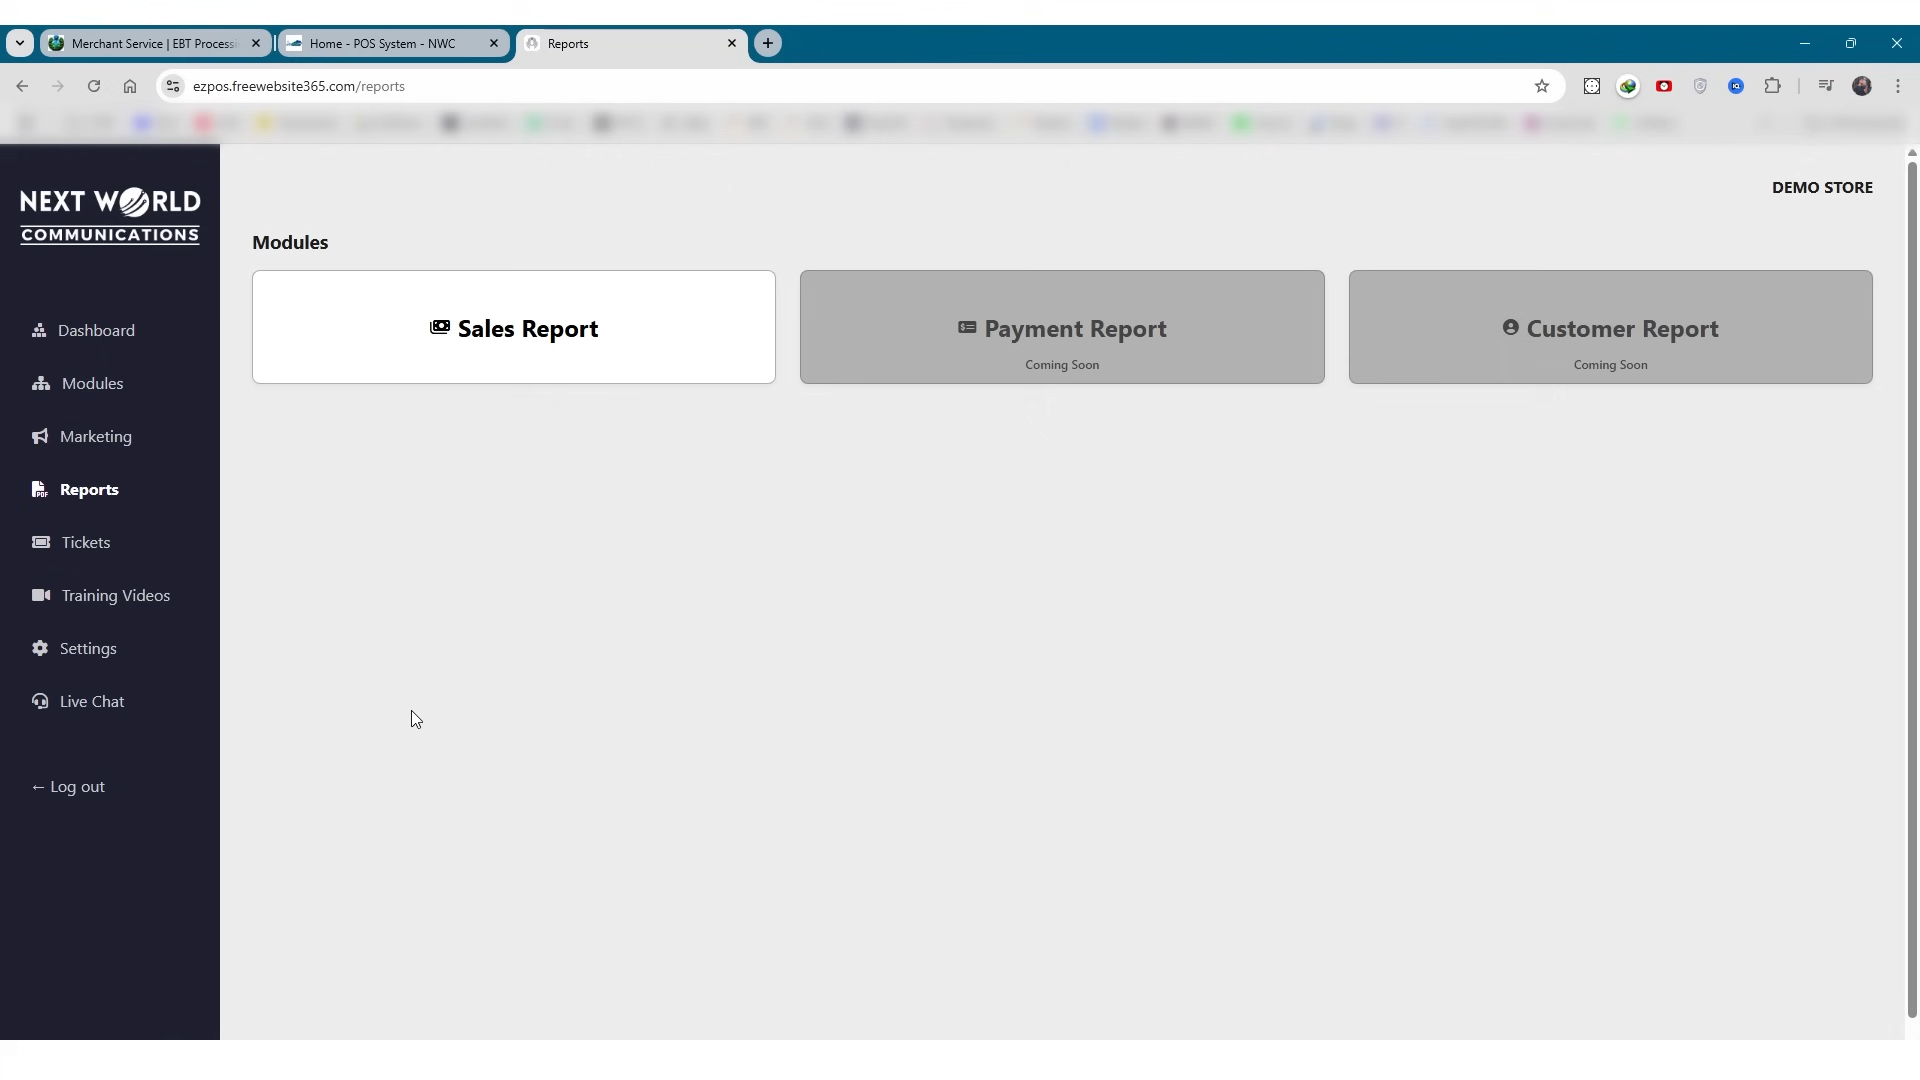 Merchant Service | EBT Processi
Home - POS System - NWC
Reports
ezpos.freewebsite365.com/reports
NEXT WORLD
COMMUNICATIONS
DEMO STORE
Modules
Sales Report
Payment Report
Coming Soon
Customer Report
Coming Soon
Dashboard
Modules
Marketing
Reports
Tickets
Training Videos
Settings
Live Chat
← Log out